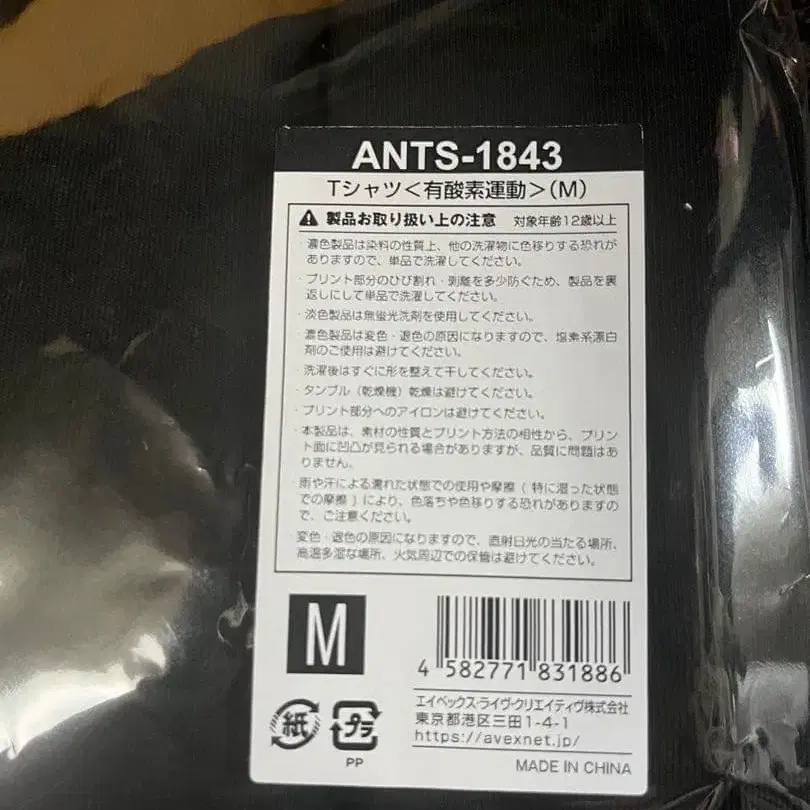 ANTS-1843
Tシャツ＜有酸素運動＞(M)
製品お取り扱い上の注意 対象年齢12歳以上
・濃色製品は染料の性質上、他の洗濯物に色移りする恐れが
ありますので、単品で洗濯してください。
・プリント部分のひび割れ・剥離を多少防ぐため、製品を裏
返しにして単品で洗濯してください。
・淡色製品は無蛍光洗剤を使用してください。
・濃色製品は変色・退色の原因になりますので、塩素系漂白
剤のご使用は避けてください。
・洗濯後はすぐに形を整えて干してください。
・タンブル（乾燥機）乾燥は避けてください。
・プリント部分へのアイロンは避けてください。
・本製品は、素材の性質とプリント方法の相性から、プリン
ト面に凹凸が見られる場合がありますが、品質に問題はあ
りません。
・雨や汗による濡れた状態での使用や摩擦（特に湿った状態
での摩擦）により、色落ちや色移りする恐れがありますの
で、ご注意ください。
・変色・退色の原因になりますので、直射日光の当たる場所、
高温多湿な場所、火気周辺での保管は避けてください。
M
4 582771 831886
エイベックス・ライヴ・クリエイティヴ株式会社
東京都港区三田1-4-1
https://avexnet.jp/
紙
プラ
PP
MADE IN CHINA